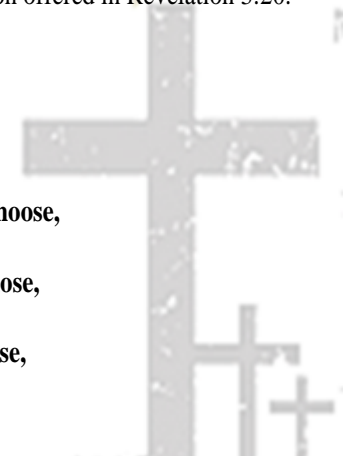 on offered in Revelation 3:20.
hoose,
ose,
se,